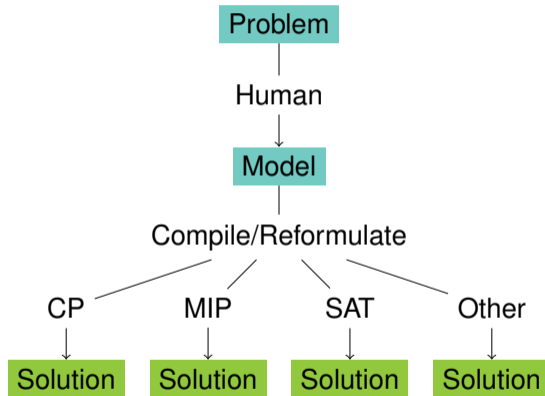 Problem
Human
Model
Compile/Reformulate
CP MIP SAT Other
Solution Solution Solution Solution